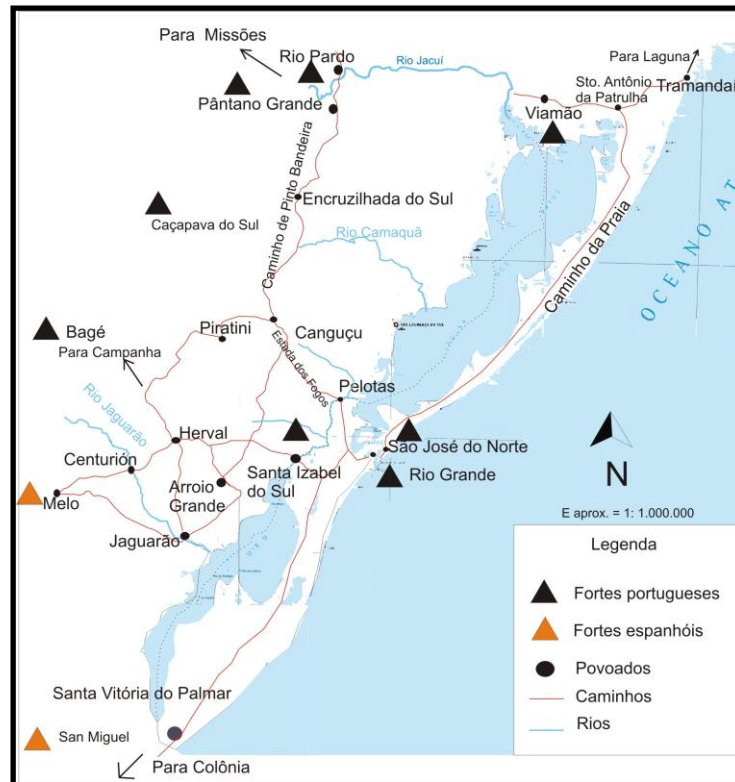 Para Missões
Rio Pardo
Rio Jacuí
Para Laguna
Pântano Grande
Sto. Antônio
da Patrulha
Tramandaí
Viamão
Caminho de Pinto Bandeira
Encruzilhada do Sul
Caçapava do Sul
Rio Camaquã
Caminho da Praia
OCEANO AT
Bagé
Para Campanha
Piratini
Canguçu
Estada dos Fogos
Pelotas
Rio Jaguarão
Herval
Centurión
Santa Izabel
do Sul
São José do Norte
Rio Grande
Arroio
Grande
Melo
Jaguarão
N
E aprox. = 1: 1.000.000
Legenda
Fortes portugueses
Fortes espanhóis
Povoados
Caminhos
Rios
Santa Vitória do Palmar
San Miguel
Para Colônia